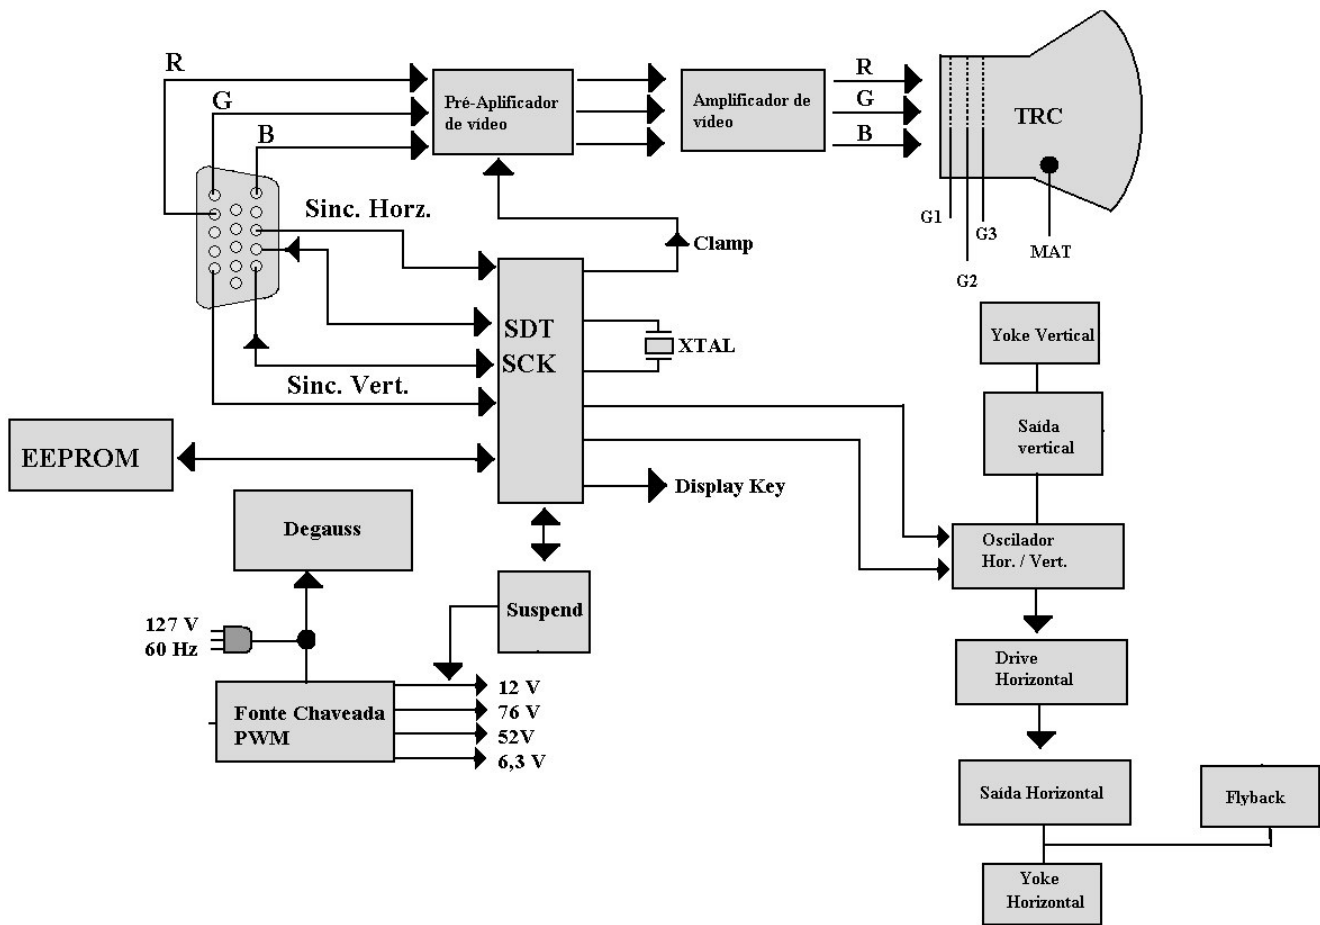 R
G
B
Pré-Aplificador
de vídeo
Amplificador de
vídeo
R
G
B
TRC
G1
G2
G3
MAT
Sinc. Horz.
Clamp
SDT
SCK
XTAL
Sinc. Vert.
EEPROM
Display Key
Degauss
Suspend
127 V
60 Hz
Fonte Chaveada
PWM
12 V
76 V
52V
6,3 V
Yoke Vertical
Saída
vertical
Oscilador
Hor. / Vert.
Drive
Horizontal
Saída Horizontal
Flyback
Yoke
Horizontal